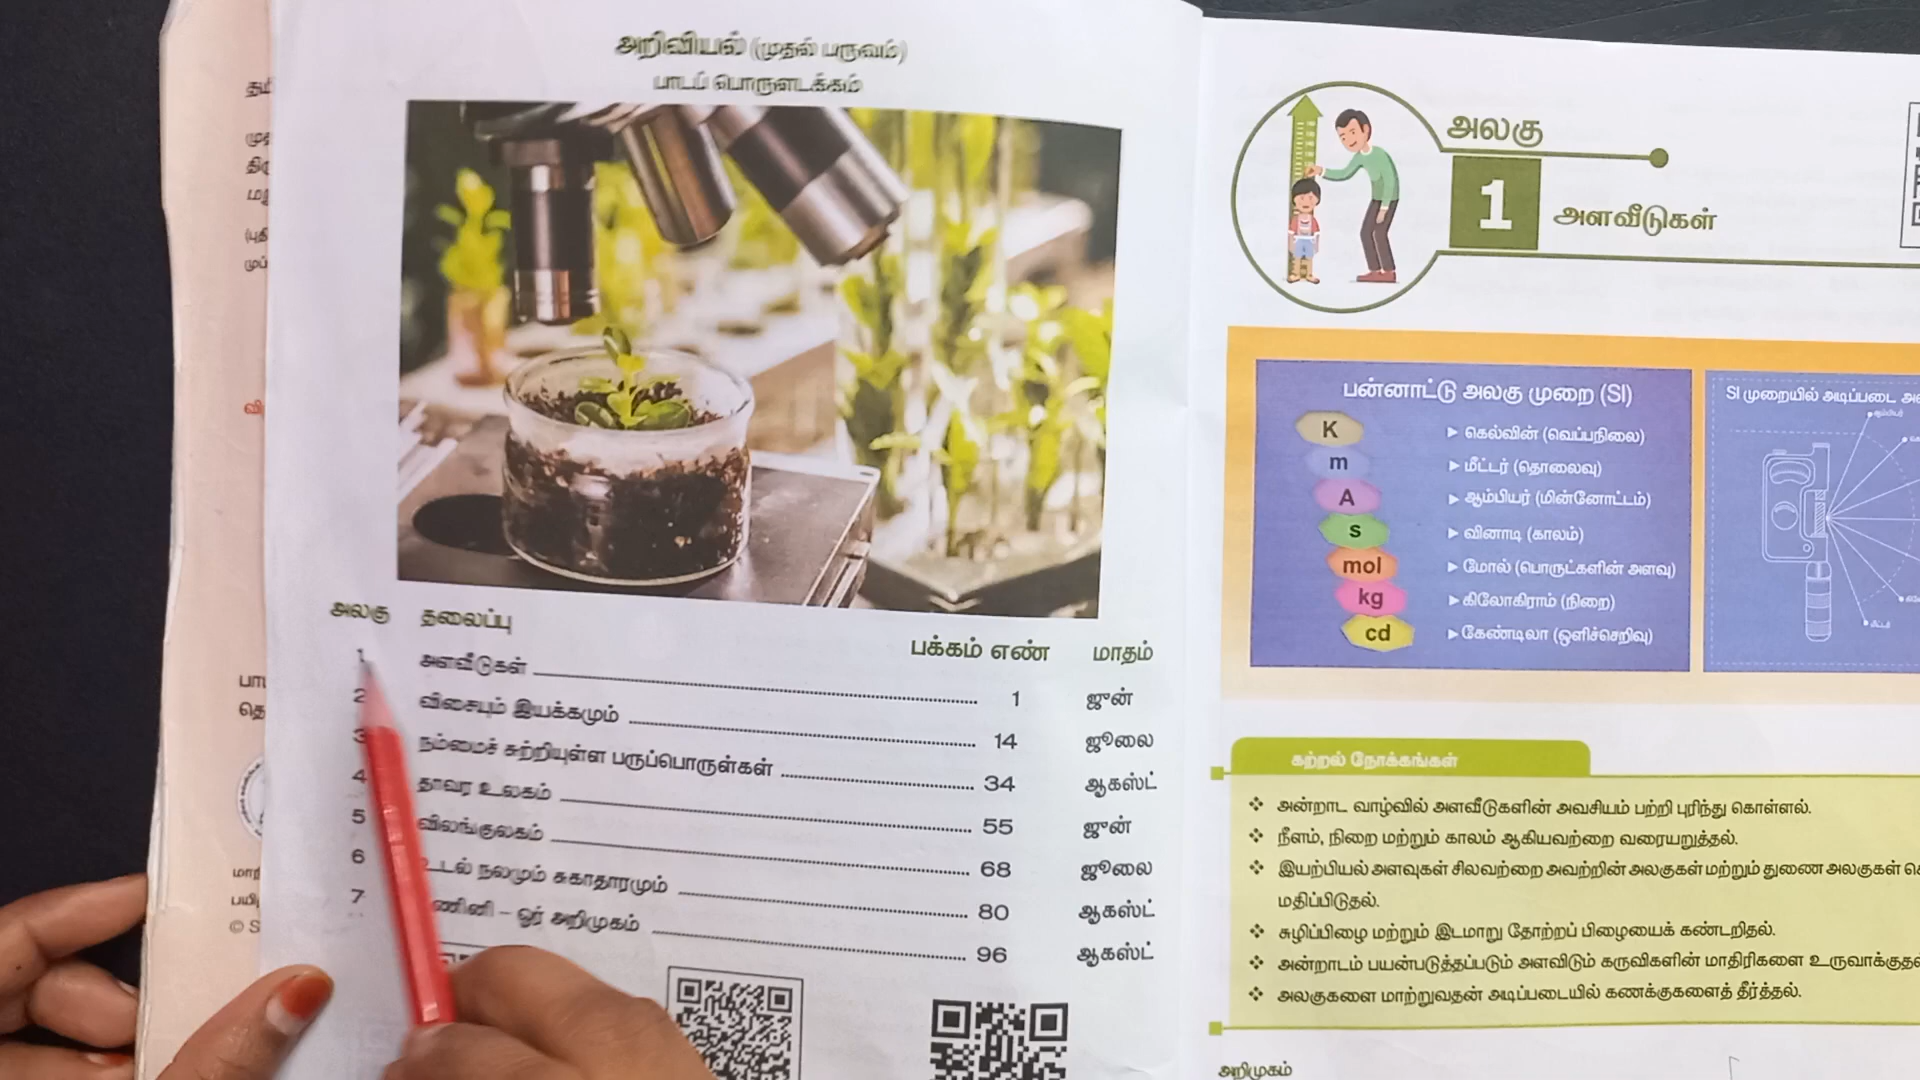 அறிவியல் (முதல் பருவம்)
பாடப் பொருளடக்கம்
அலகு தலைப்பு பக்கம் எண் மாதம்
1 அளவீடுகள் 1 ஜுன்
2 விசையும் இயக்கமும் 14 ஜூலை
3 நம்மைச் சுற்றியுள்ள பருப்பொருள்கள் 34 ஆகஸ்ட்
4 தாவர உலகம் 55 ஜுன்
5 விலங்குலகம் 68 ஜூலை
6 உடல் நலமும் சுகாதாரமும் 80 ஆகஸ்ட்
7 ஓர் அறிமுகம் 96 ஆகஸ்ட்
அலகு
1 அளவீடுகள்
பன்னாட்டு அலகு முறை (SI)
K ► கெல்வின் (வெப்பநிலை)
m ► மீட்டர் (தொலைவு)
A ► ஆம்பியர் (மின்னோட்டம்)
s ► வினாடி (காலம்)
mol ► மோல் (பொருட்களின் அளவு)
kg ► கிலோகிராம் (நிறை)
cd ► கேண்டிலா (ஒளிச்செறிவு)
SI முறையில் அடிப்படை
ஆம்பியர்
மீட்டர்
கற்றல் நோக்கங்கள்
❖ அன்றாட வாழ்வில் அளவீடுகளின் அவசியம் பற்றி புரிந்து கொள்ளல்.
❖ நீளம், நிறை மற்றும் காலம் ஆகியவற்றை வரையறுத்தல்.
❖ இயற்பியல் அளவுகள் சிலவற்றை அவற்றின் அலகுகள் மற்றும் துணை அலகுகள்
மதிப்பிடுதல்.
❖ சுழிப்பிழை மற்றும் இடமாறு தோற்றப் பிழையைக் கண்டறிதல்.
❖ அன்றாடம் பயன்படுத்தப்படும் அளவிடும் கருவிகளின் மாதிரிகளை
❖ அலகுகளை மாற்றுவதன் அடிப்படையில் கணக்குகளைத் தீர்த்தல்.
அறிமுகம்